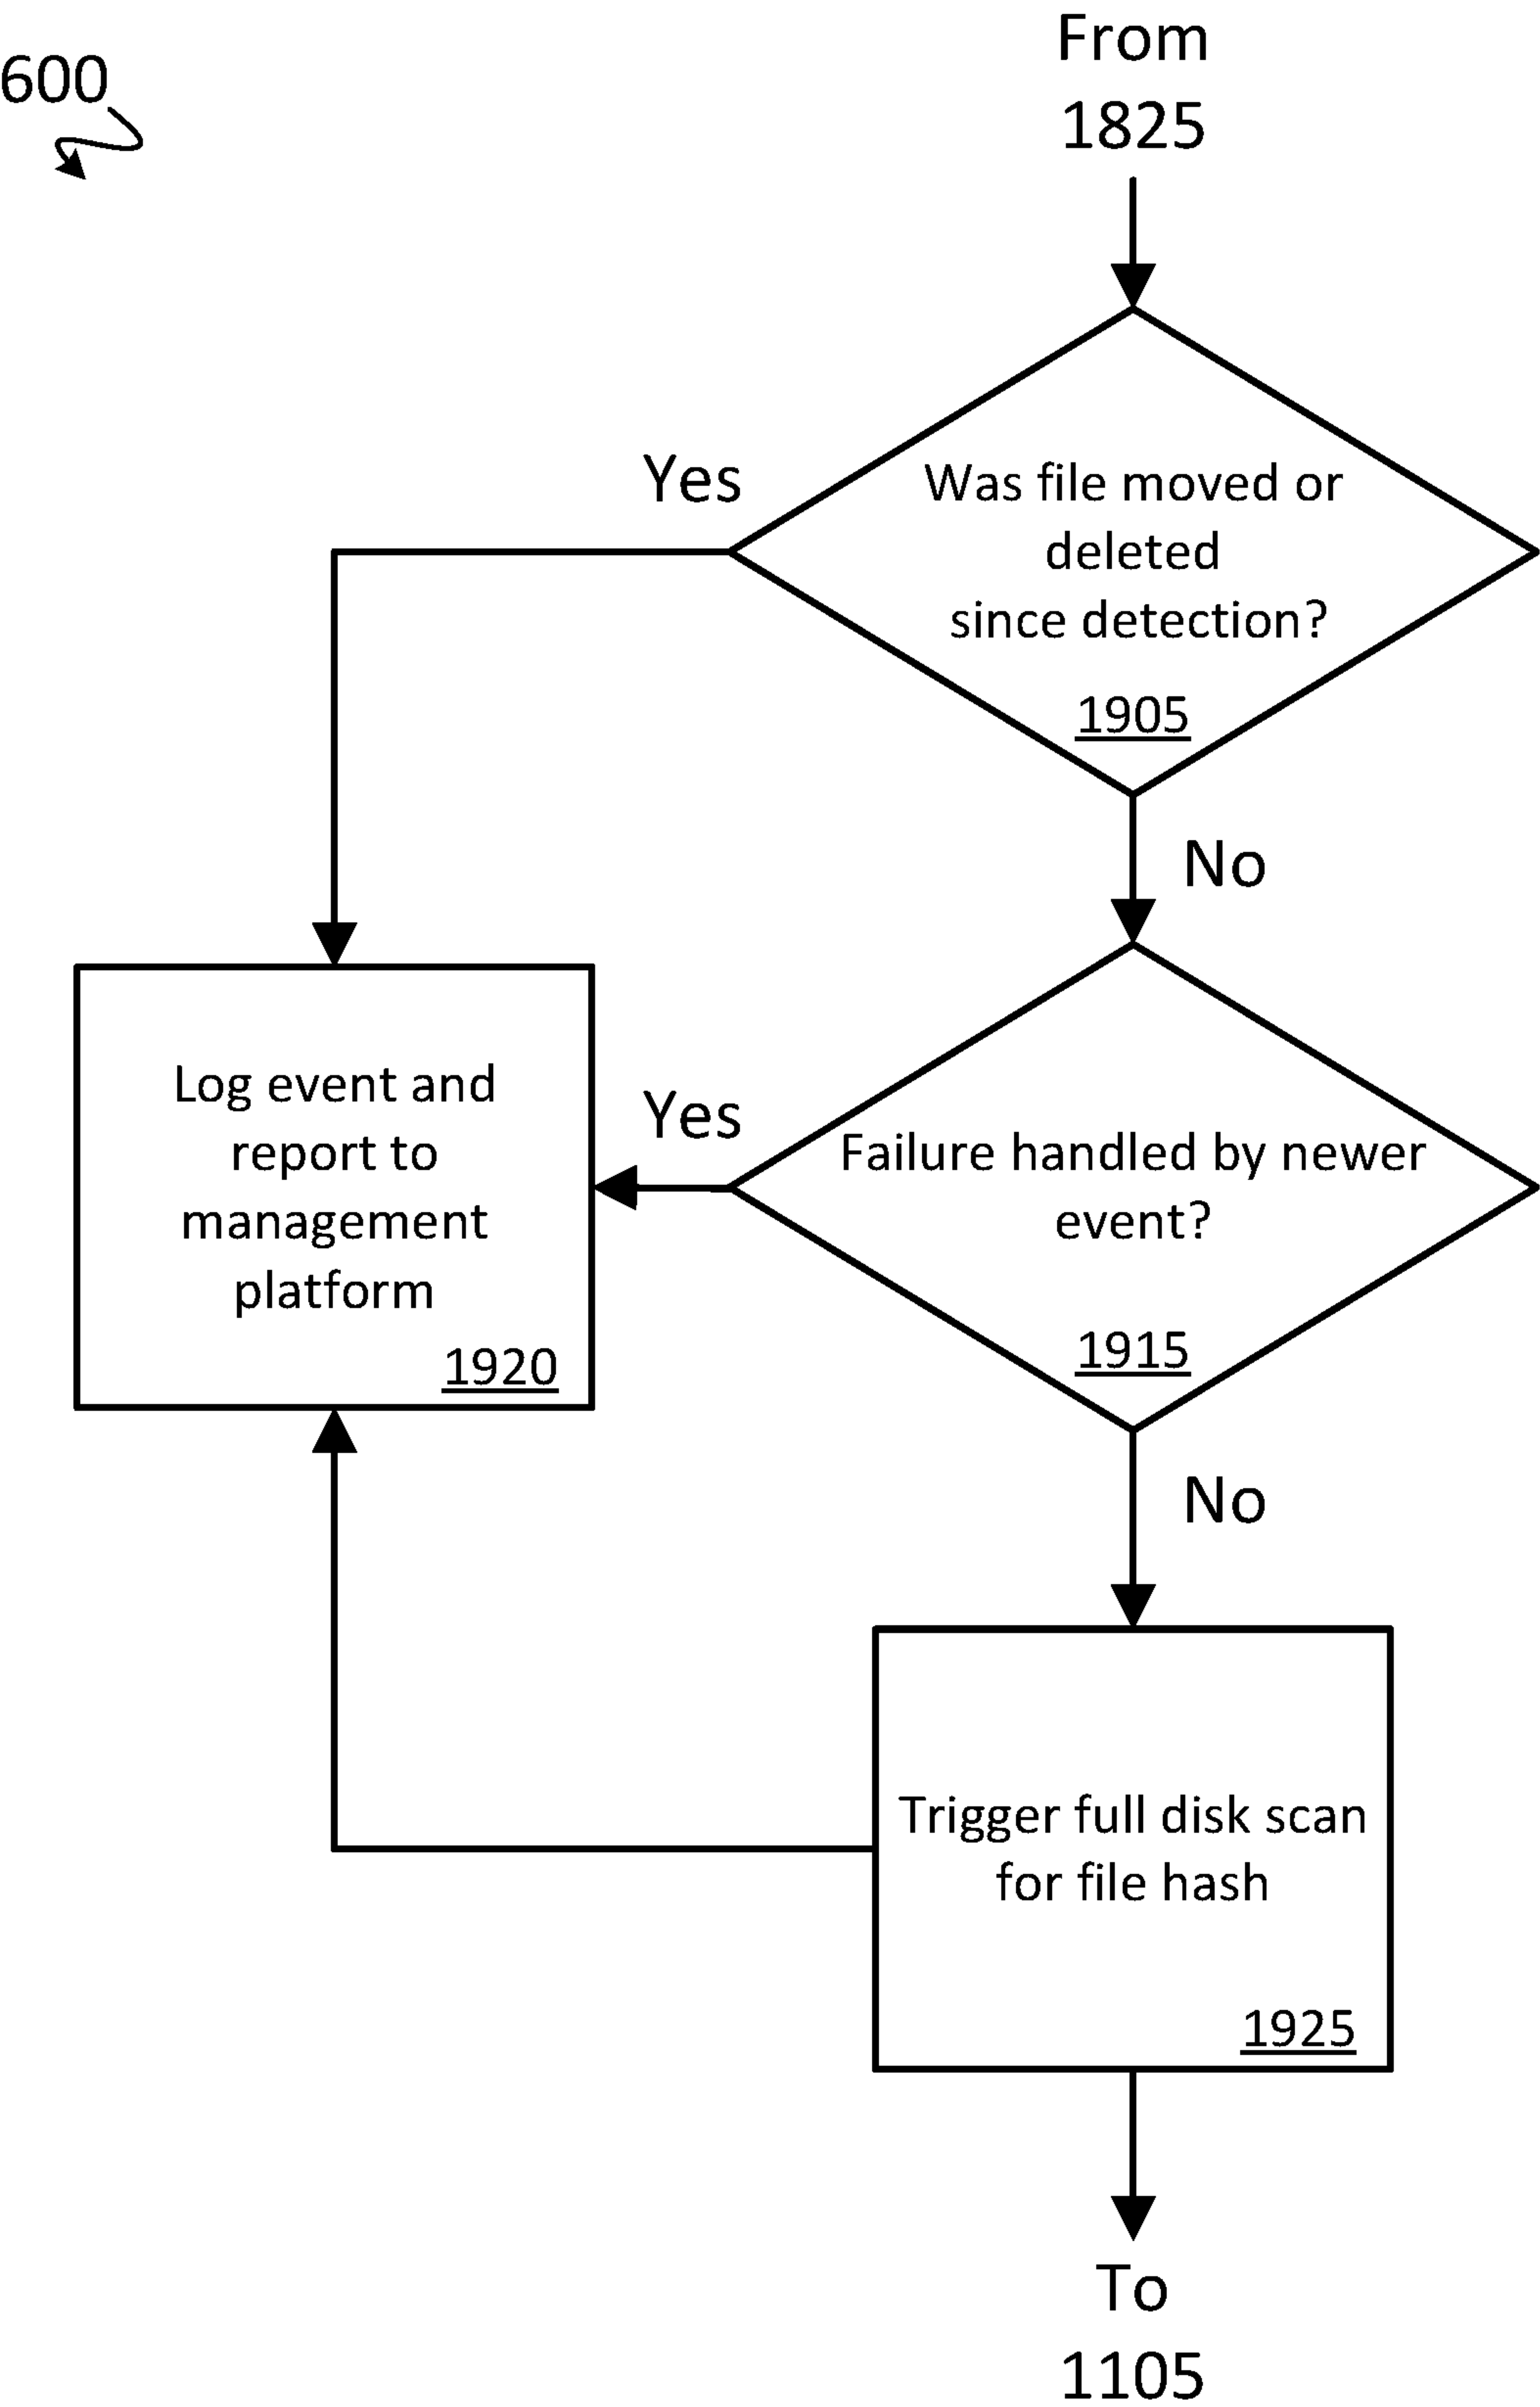 600
From
1825
Was file moved or
deleted
since detection?
1905
Yes
No
Log event and
report to
management
platform
1920
Yes
Failure handled by newer
event?
1915
No
Trigger full disk scan
for file hash
1925
To
1105